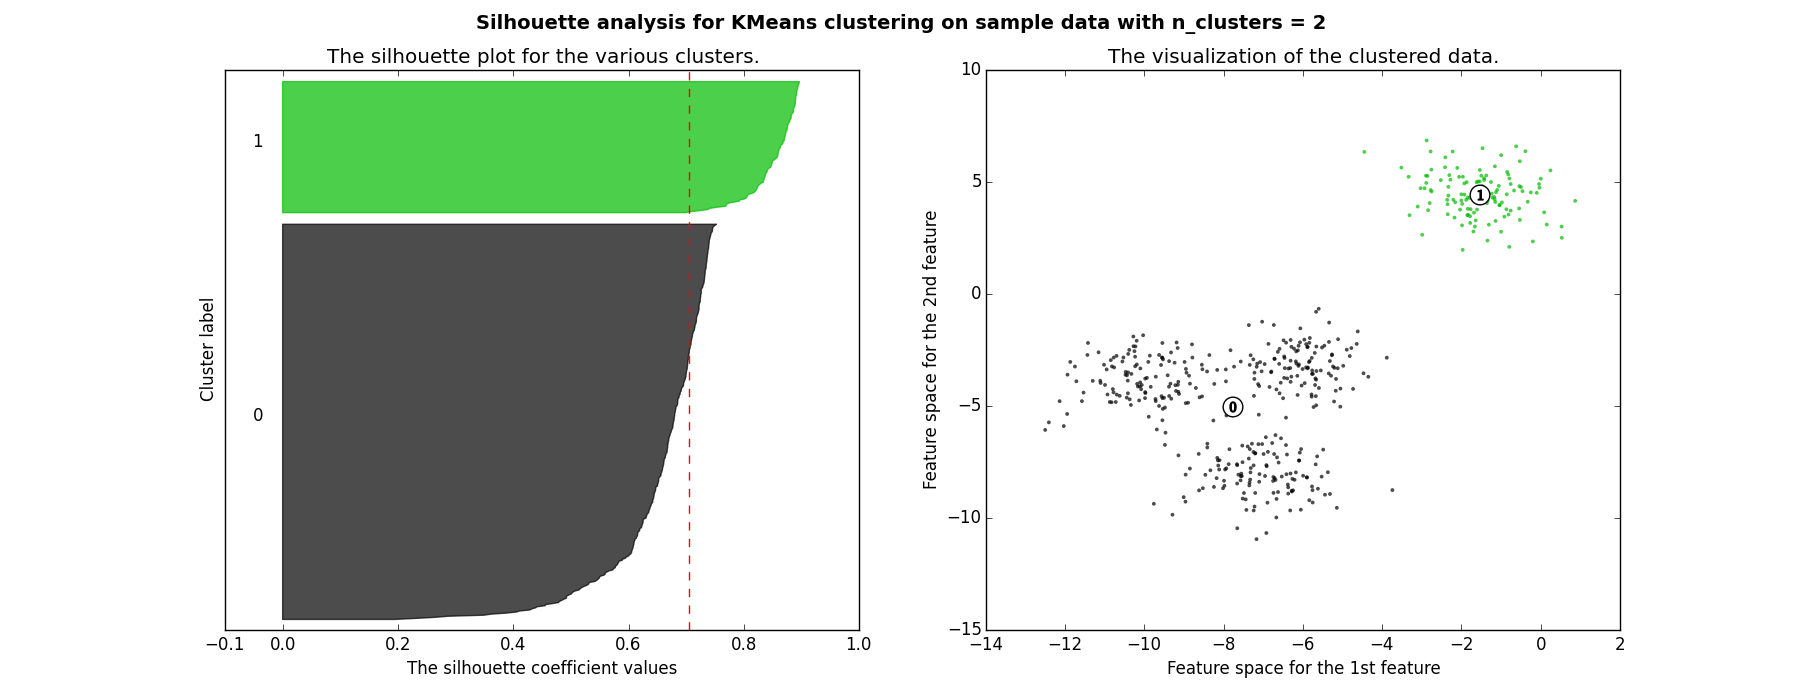 Silhouette analysis for KMeans clustering on sample data with n_clusters = 2
The silhouette plot for the various clusters.
1
0
Cluster label
−0.1 0.0 0.2 0.4 0.6 0.8 1.0
The silhouette coefficient values
The visualization of the clustered data.
10
5
0
−5
−10
−15
Feature space for the 2nd feature
1
0
−14 −12 −10 −8 −6 −4 −2 0 2
Feature space for the 1st feature